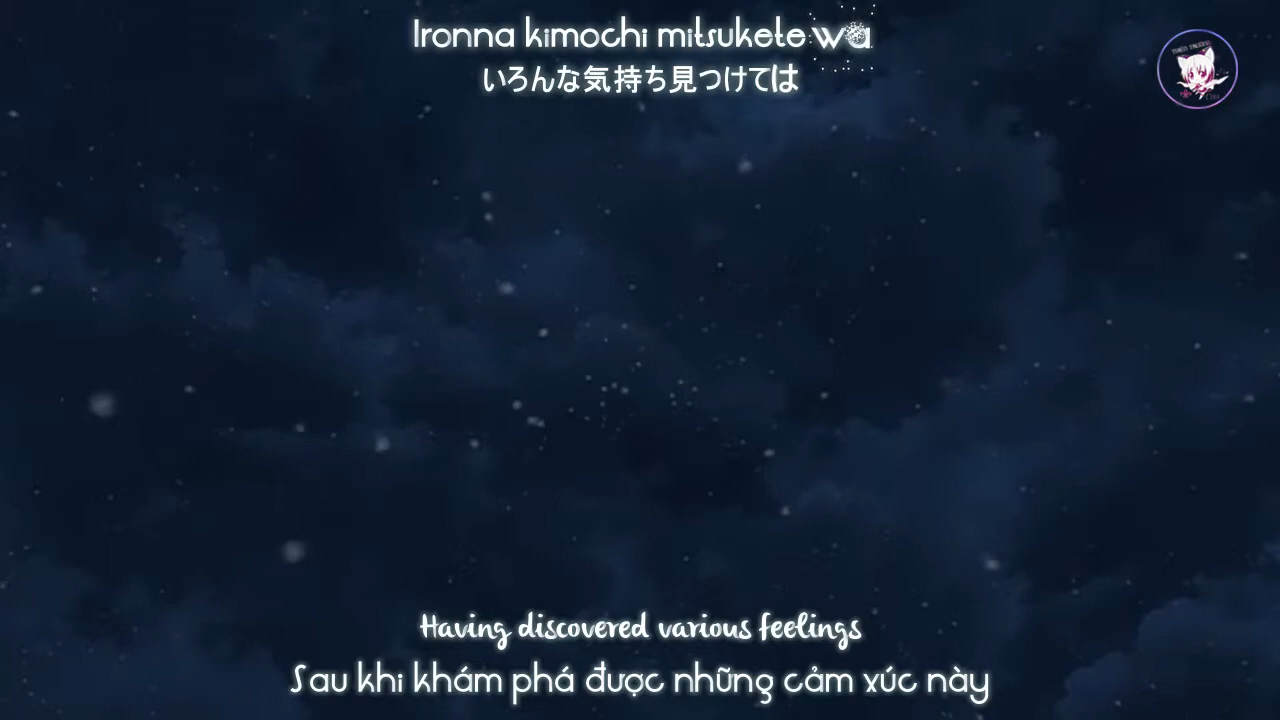 Ironna kimochi mitsukete wa
いろんな気持ち見つけては
Having discovered various feelings
Sau khi khám phá được những cảm xúc này